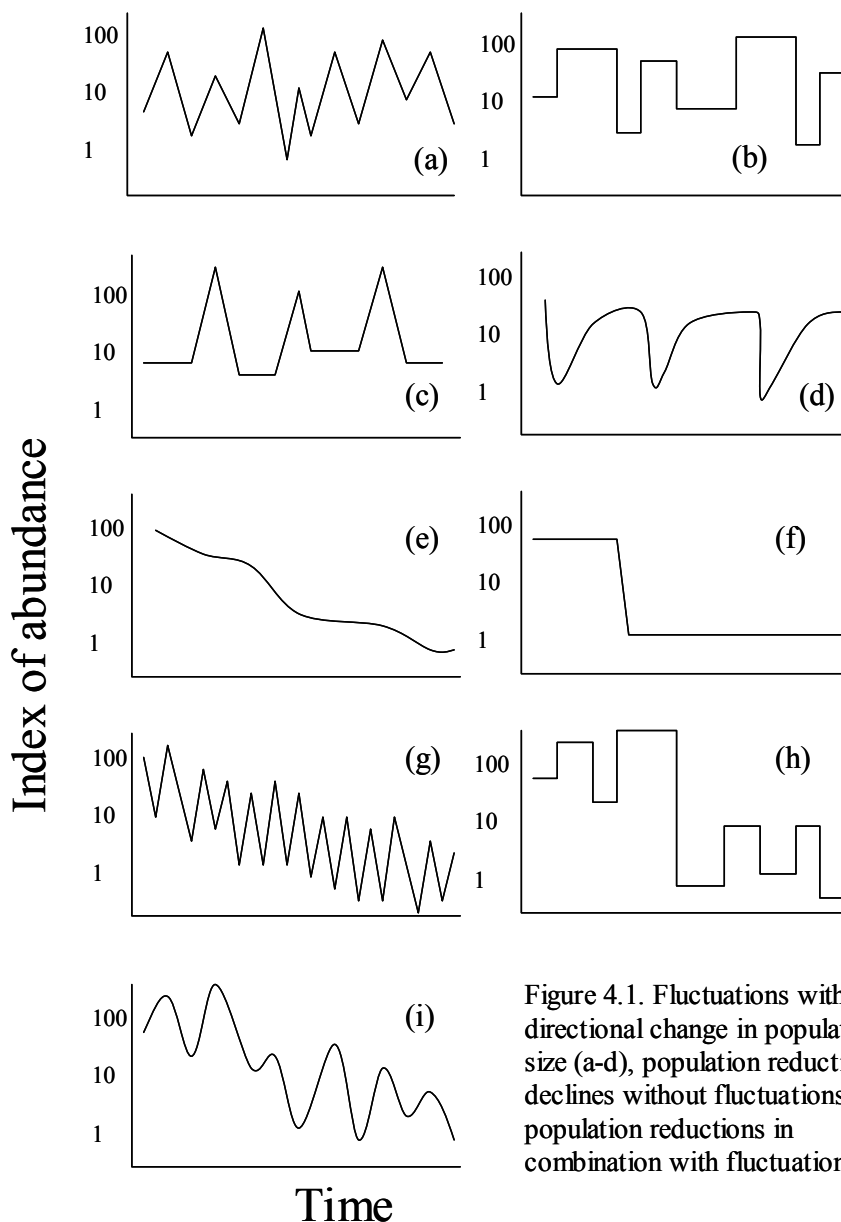 100
10
1
(a)
100
10
1
(b)
100
10
1
(c)
100
10
1
(d)
100
10
1
(e)
100
10
1
(f)
100
10
1
(g)
100
10
1
(h)
100
10
1
(i)
Index of abundance
Time
Figure 4.1. Fluctuations with
directional change in populat
size (a-d), population reducti
declines without fluctuations
population reductions in
combination with fluctuation